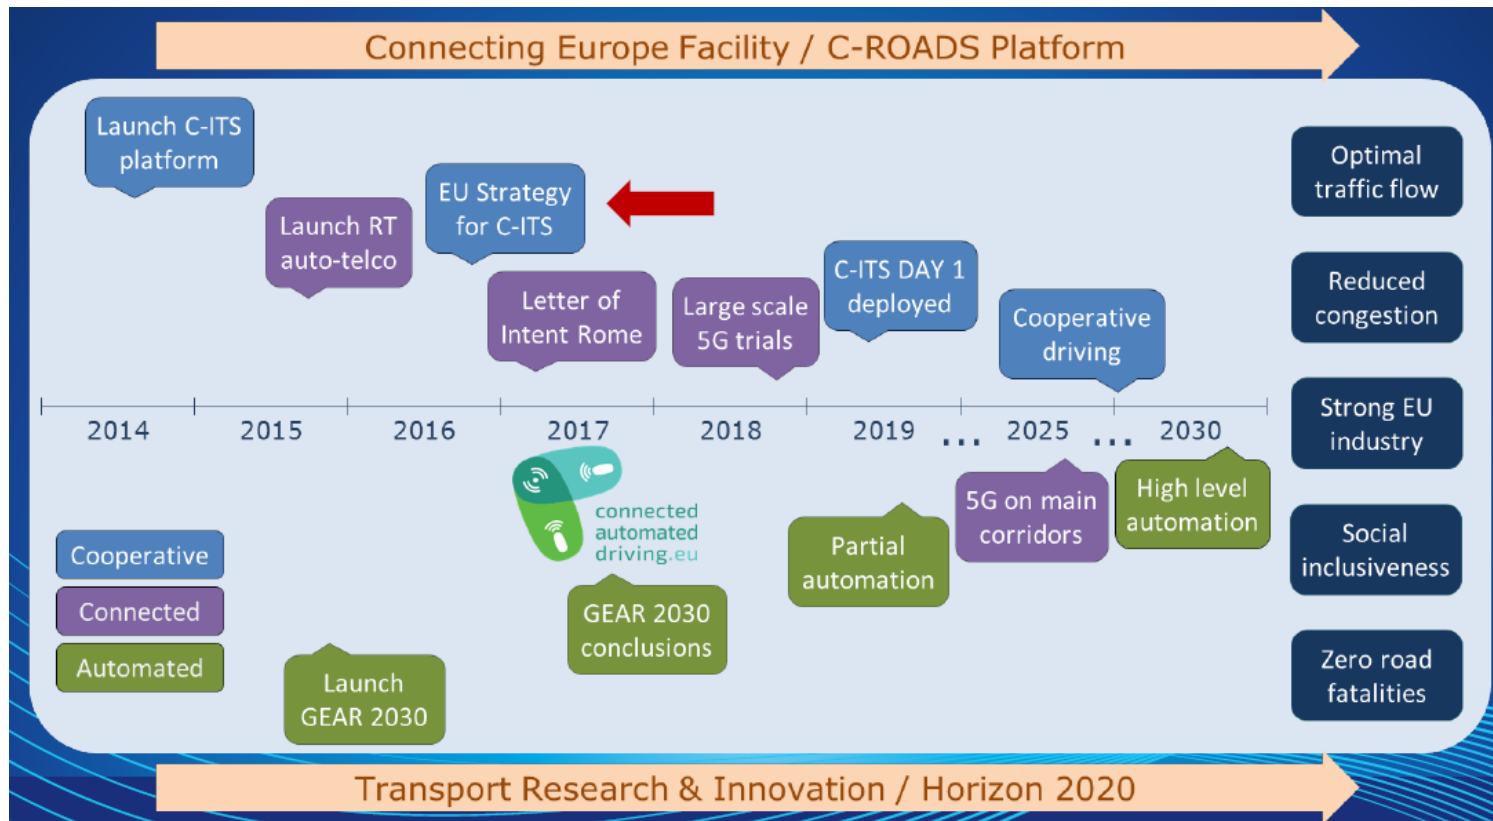 Connecting Europe Facility / C-ROADS Platform
Launch C-ITS
platform
EU Strategy
for C-ITS
Launch RT
auto-telco
Letter of
Intent Rome
Large scale
5G trials
C-ITS DAY 1
deployed
Cooperative
driving
2014
2015
2016
2017
2018
2019
...
2025
...
2030
connected
automated
driving.eu
Cooperative
Connected
Automated
Launch
GEAR 2030
GEAR 2030
conclusions
Partial
automation
5G on main
corridors
High level
automation
Optimal
traffic flow
Reduced
congestion
Strong EU
industry
Social
inclusiveness
Zero road
fatalities
Transport Research & Innovation / Horizon 2020